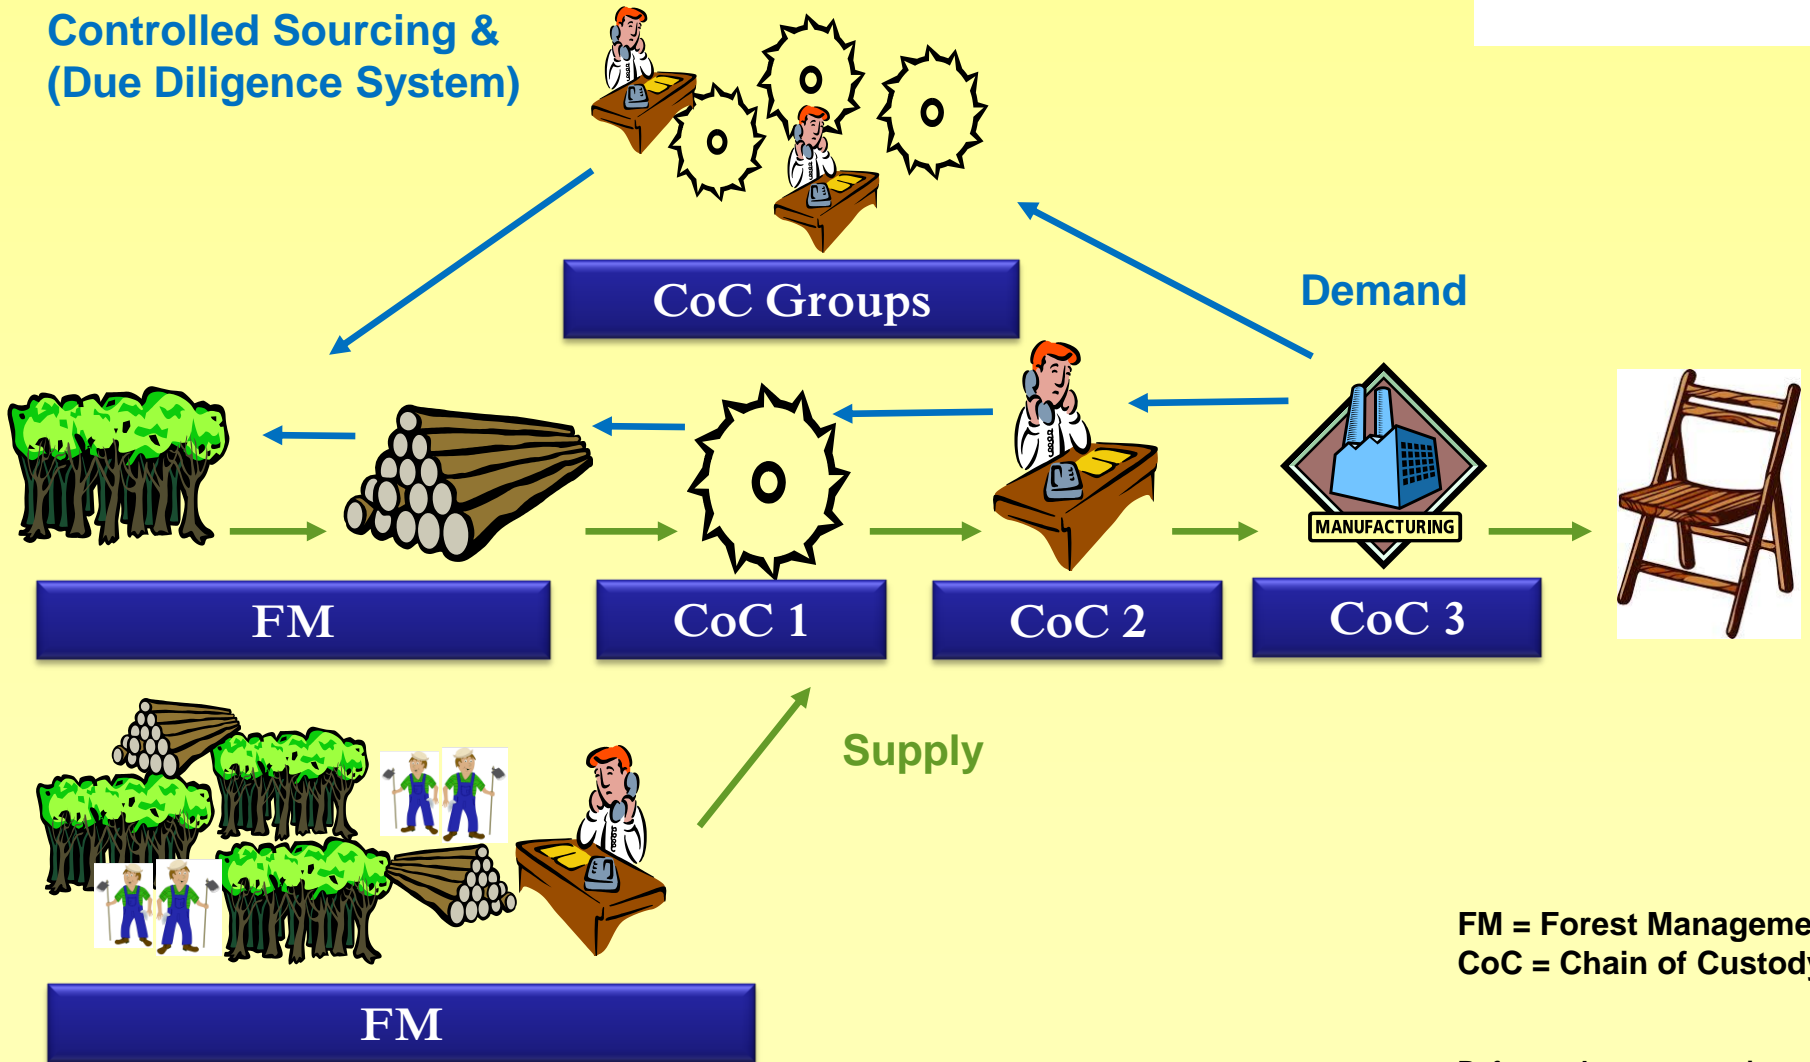 Controlled Sourcing &
(Due Diligence System)
CoC Groups
Demand
MANUFACTURING
FM
CoC 1
CoC 2
CoC 3
Supply
FM = Forest Manageme
CoC = Chain of Custody
FM